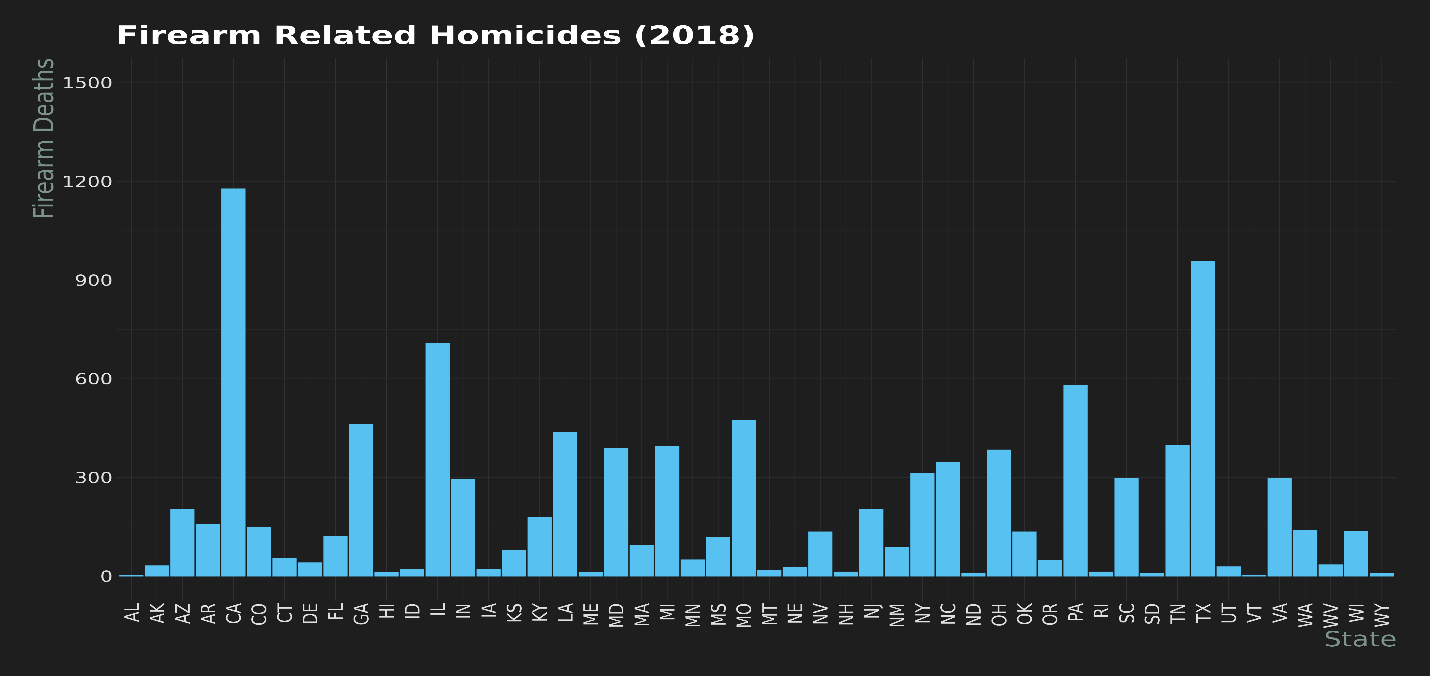 Firearm Related Homicides (2018)
Firearm Deaths
1500
1200
900
600
300
0
AL AK AZ AR CA CO CT DE FL GA HI ID IL IN IA KS KY LA ME MD MA MI MN MS MO MT NE NV NH NJ NM NY NC ND OH OK OR PA RI SC SD TN TX UT VT VA WA WV WI WY
State